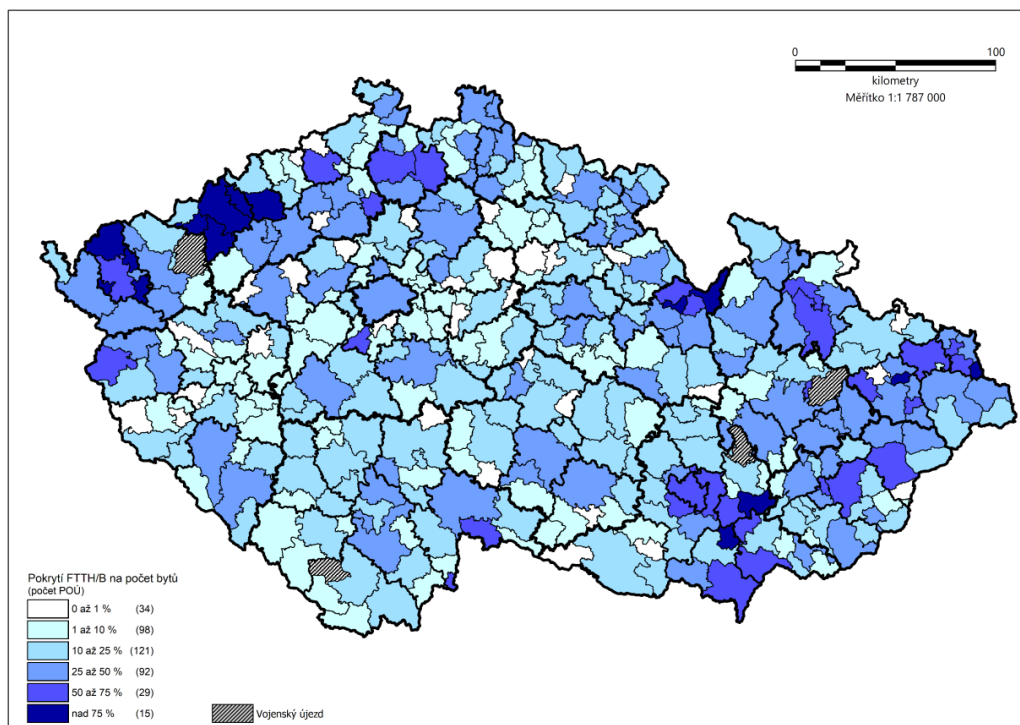 0 100
kilometry
Měřítko 1:1 787 000
Pokrytí FTTH/B na počet bytů
(počet POÚ)
0 až 1 % (34)
1 až 10 % (98)
10 až 25 % (121)
25 až 50 % (92)
50 až 75 % (29)
nad 75 % (15)
Vojenský újezd